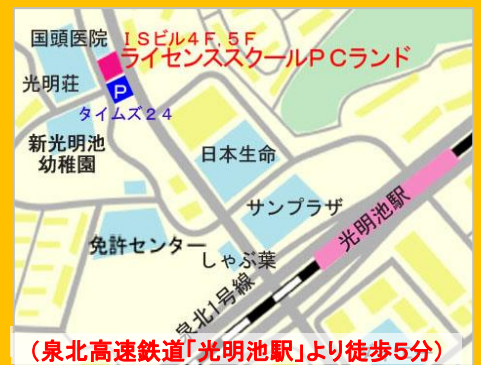 国頭医院
ISビル4F,5F
ライセンススクールPCランド
光明荘
P
タイムズ24
新光明池
幼稚園
日本生命
サンプラザ
光明池駅
免許センター
しゃぶ葉
泉北1号線
(泉北高速鉄道「光明池駅」より徒歩5分)